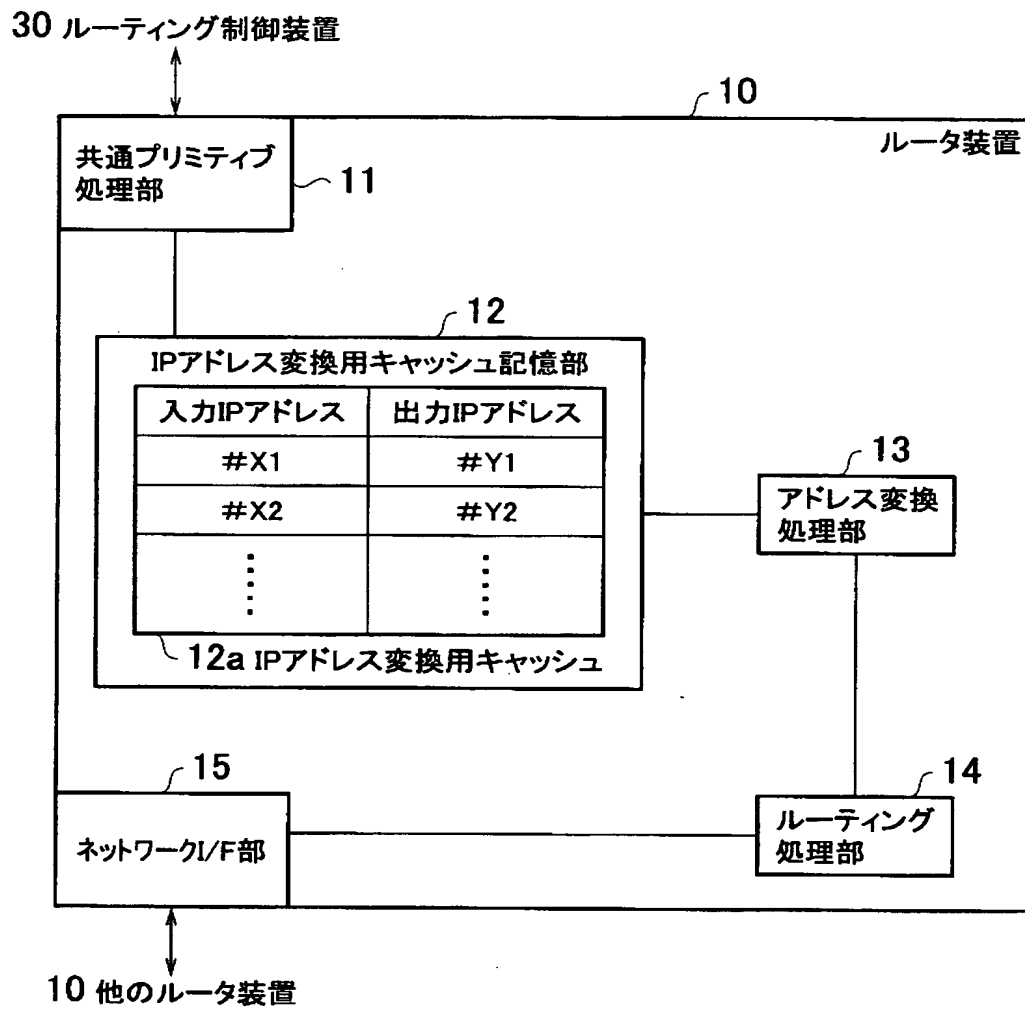 30 ルーティング制御装置
10
ルータ装置
共通プリミティブ
処理部
11
12
IPアドレス変換用キャッシュ記憶部
入力IPアドレス 出力IPアドレス
#X1 #Y1
#X2 #Y2
12a IPアドレス変換用キャッシュ
13
アドレス変換
処理部
15
ネットワークI/F部
14
ルーティング
処理部
10 他のルータ装置